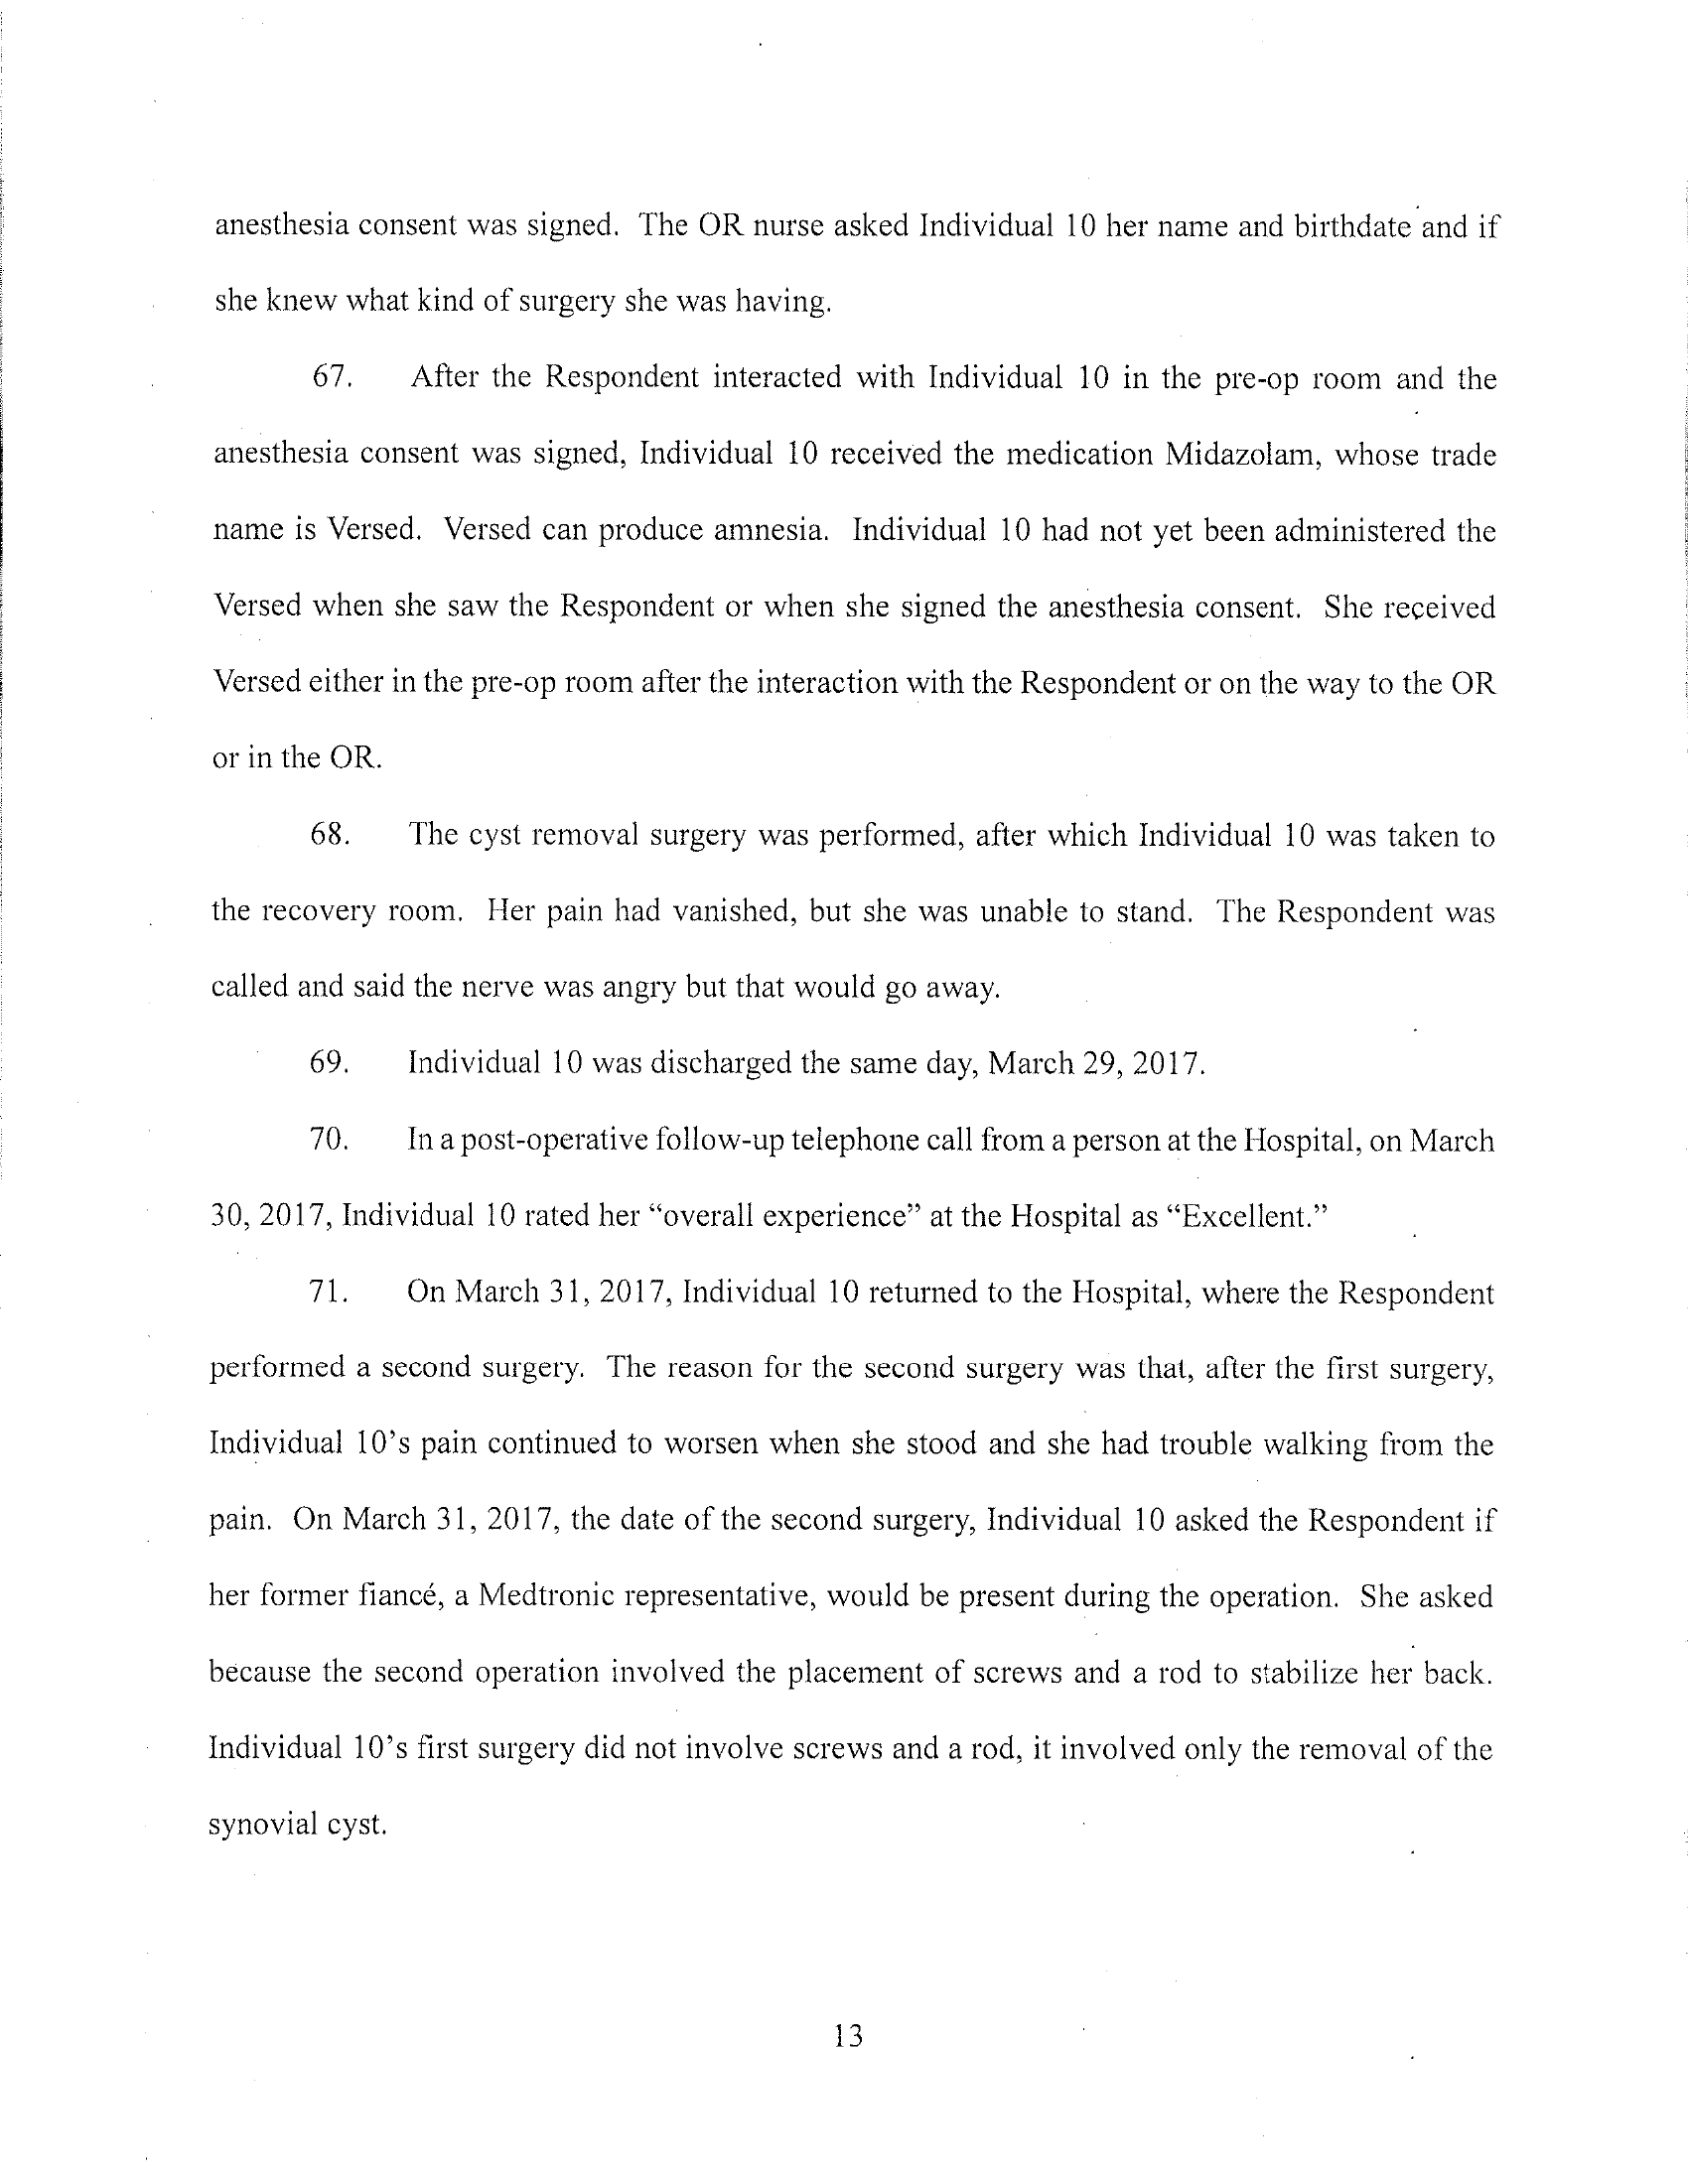 anesthesia consent was signed. The OR nurse asked Individual 10 her name and birthdate and if
she knew what kind of surgery she was having.
67. After the Respondent interacted with Individual 10 in the pre-op room and the
anesthesia consent was signed, Individual 10 received the medication Midazolam, whose trade
name is Versed. Versed can produce amnesia. Individual 10 had not yet been administered the
Versed when she saw the Respondent or when she signed the anesthesia consent. She received
Versed either in the pre-op room after the interaction with the Respondent or on the way to the OR
or in the OR.
68. The cyst removal surgery was performed, after which Individual 10 was taken to
the recovery room. Her pain had vanished, but she was unable to stand. The Respondent was
called and said the nerve was angry but that would go away.
69. Individual 10 was discharged the same day, March 29, 2017.
70. In a post-operative follow-up telephone call from a person at the Hospital, on March
30, 2017, Individual 10 rated her “overall experience” at the Hospital as “Excellent.”
71. On March 31, 2017, Individual 10 returned to the Hospital, where the Respondent
performed a second surgery. The reason for the second surgery was that, after the first surgery,
Individual 10’s pain continued to worsen when she stood and she had trouble walking from the
pain. On March 31, 2017, the date of the second surgery, Individual 10 asked the Respondent if
her former fiancé, a Medtronic representative, would be present during the operation. She asked
because the second operation involved the placement of screws and a rod to stabilize her back.
Individual 10’s first surgery did not involve screws and a rod, it involved only the removal of the
synovial cyst.
13